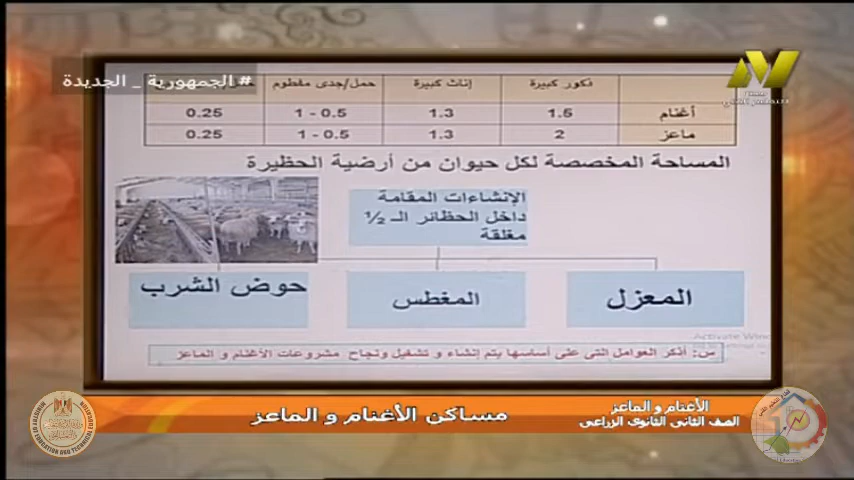 #الجمهورية _ الجديدة
ذكور كبيرة
إناث كبيرة
حمل/جدى مفطوم
أغنام
1.5
1.3
1 - 0.5
0.25
ماعز
2
1.3
1 - 0.5
0.25
المساحة المخصصة لكل حيوان من أرضية الحظيرة
الإنشاءات المقامة
داخل الحظائر الـ ½
مغلقة
المعزل
المغطس
حوض الشرب
س: أذكر العوامل التى على أساسها يتم إنشاء و تشغيل ونجاح مشروعات الأغنام و الماعز
الأغنام و الماعز
الصف الثانى الثانوى الزراعى
مساكن الأغنام و الماعز